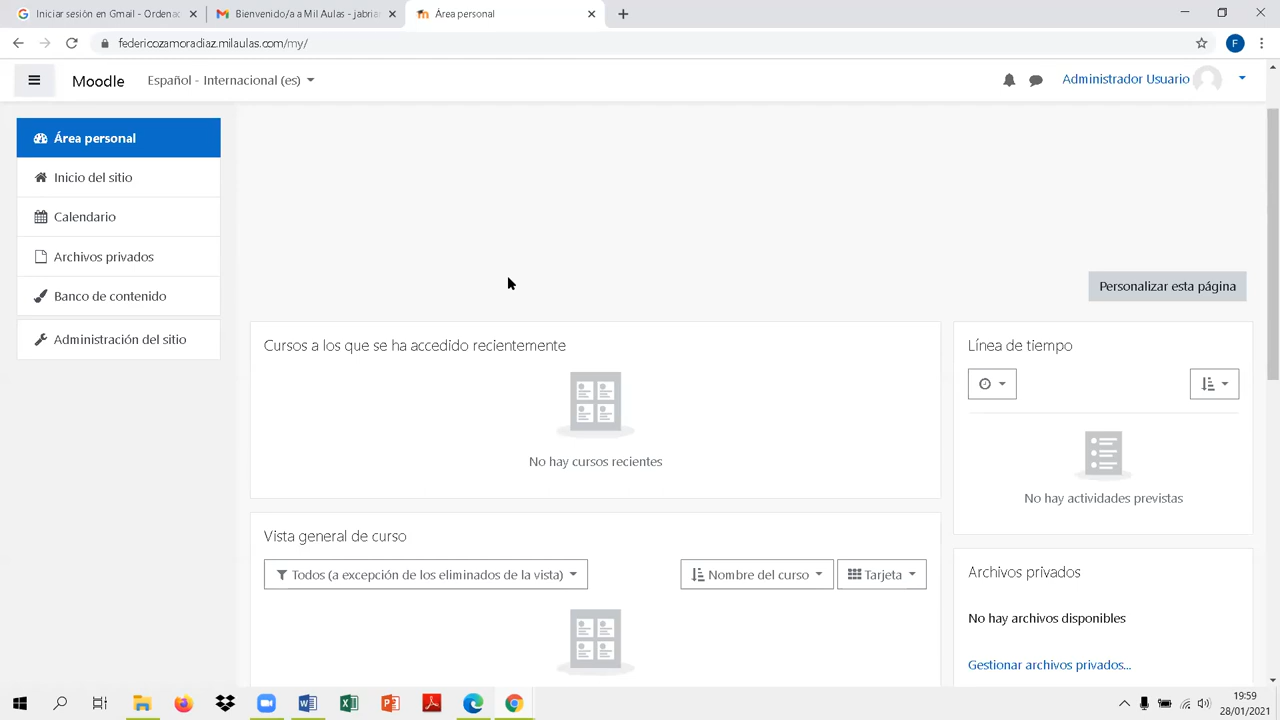 Iniciar sesión en Gmail - Ordena
Bienvenido/a a Mil Aulas - jabria
Área personal
federicozamoradiaz.milaulas.com/my/
F
Moodle
Español - Internacional (es)
Administrador Usuario
Área personal
Inicio del sitio
Calendario
Archivos privados
Banco de contenido
Administración del sitio
Personalizar esta página
Cursos a los que se ha accedido recientemente
No hay cursos recientes
Línea de tiempo
No hay actividades previstas
Vista general de curso
Todos (a excepción de los eliminados de la vista)
Nombre del curso
Tarjeta
Archivos privados
No hay archivos disponibles
Gestionar archivos privados...
19:59
28/01/2021